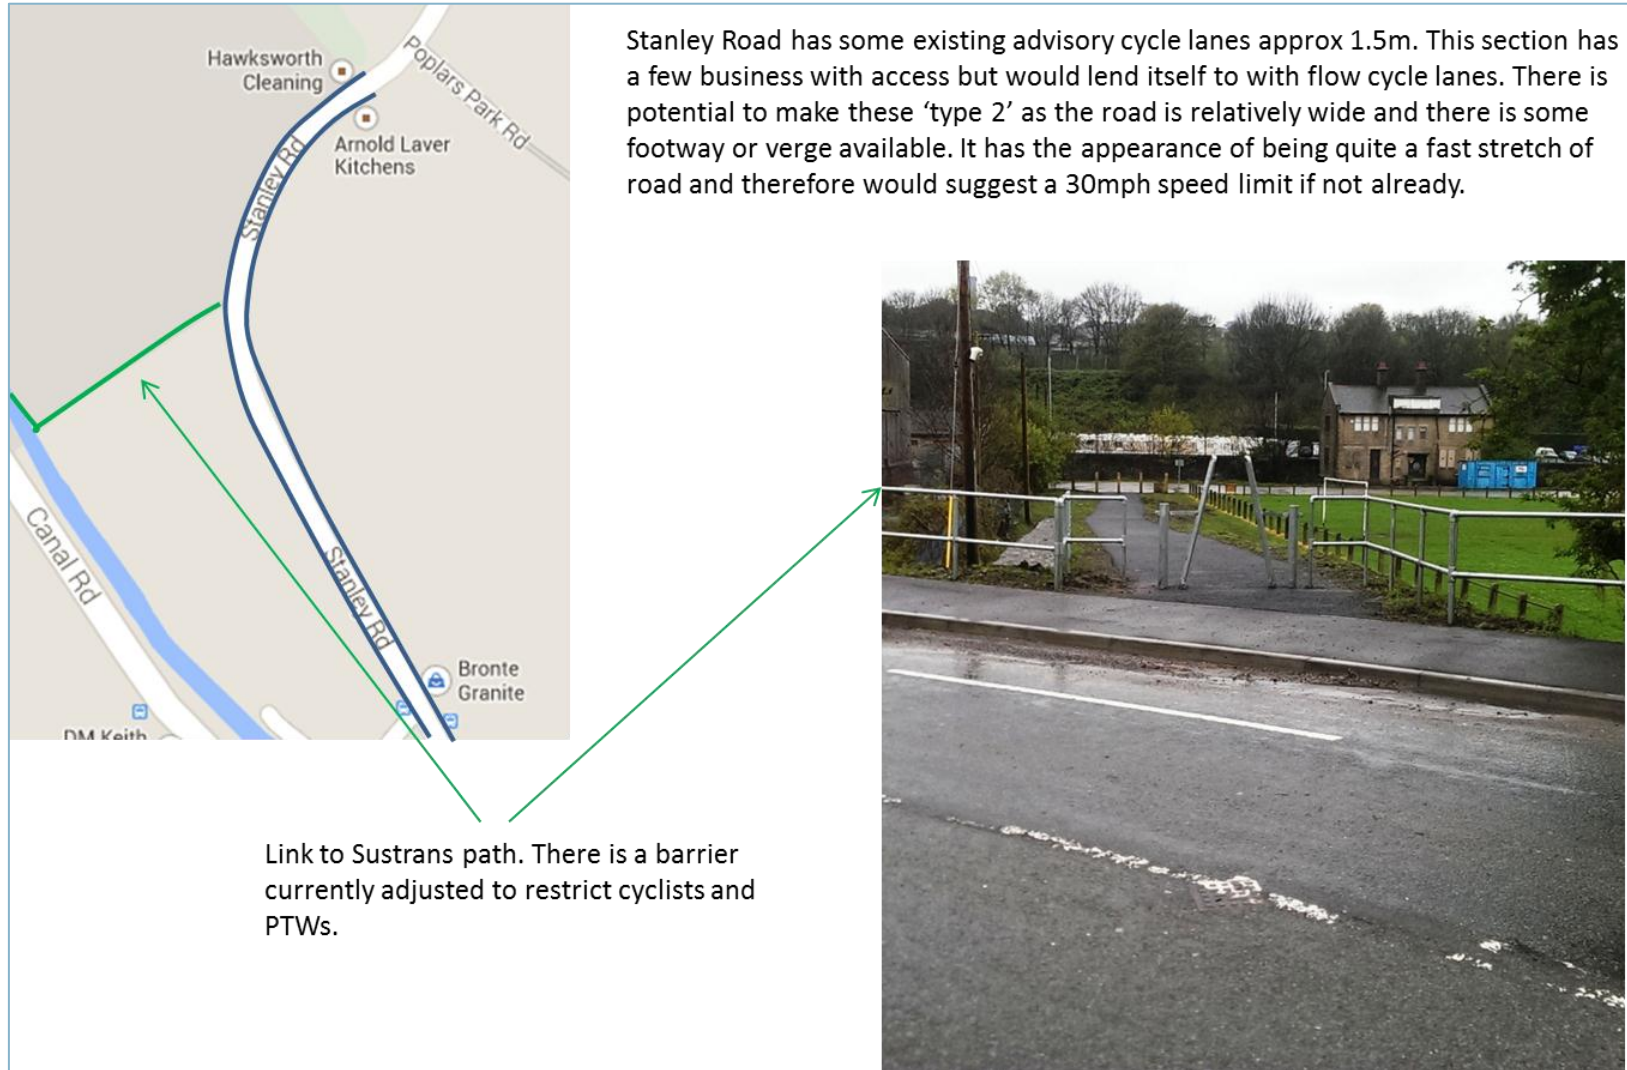 Stanley Road has some existing advisory cycle lanes approx 1.5m. This section has
a few business with access but would lend itself to with flow cycle lanes. There is
potential to make these ‘type 2’ as the road is relatively wide and there is some
footway or verge available. It has the appearance of being quite a fast stretch of
road and therefore would suggest a 30mph speed limit if not already.
Hawksworth
Cleaning
Poplars Park Rd
Arnold Laver
Kitchens
Stanley Rd
Canal Rd
Stanley Rd
Bronte
Granite
DM Keith
Link to Sustrans path. There is a barrier
currently adjusted to restrict cyclists and
PTWs.